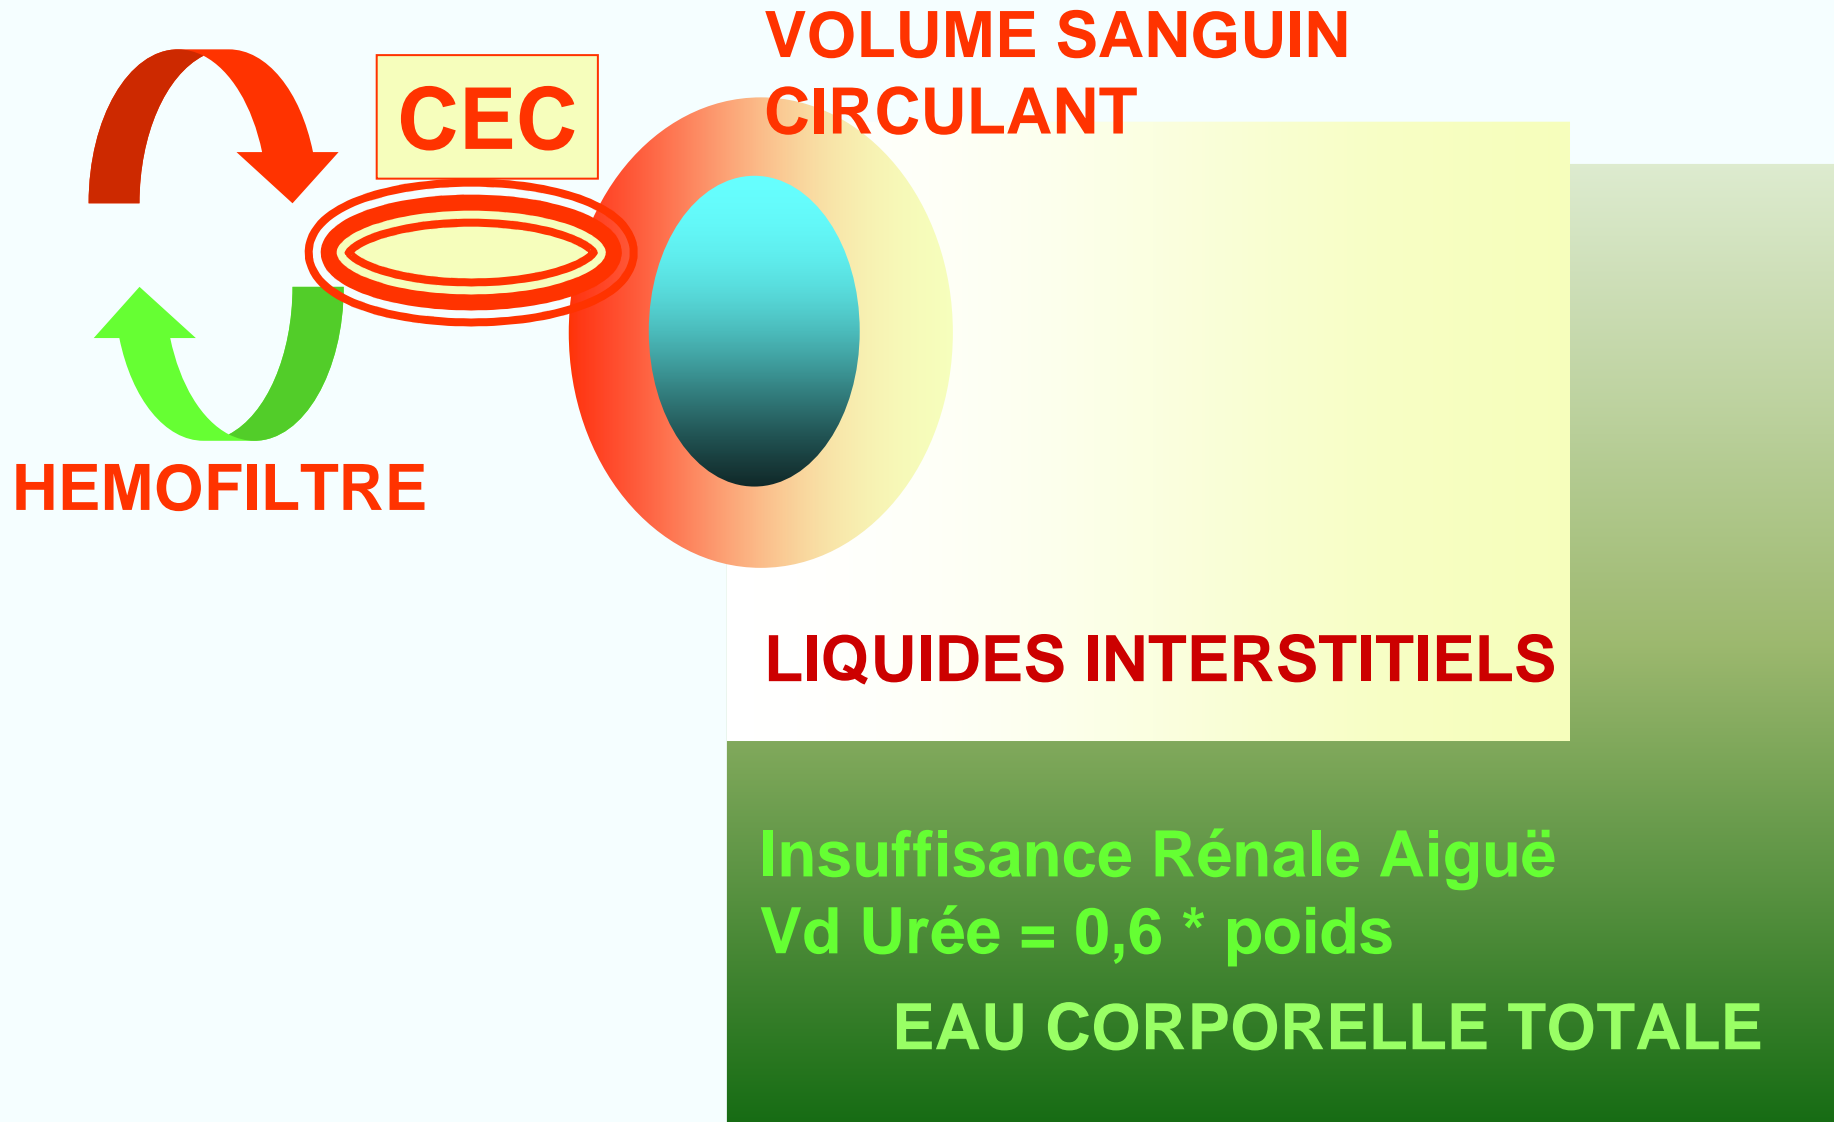 VOLUME SANGUIN
CIRCULANT
CEC
HEMOFILTRE
LIQUIDES INTERSTITIELS
Insuffisance Rénale Aiguë
Vd Urée = 0,6 * poids
EAU CORPORELLE TOTALE